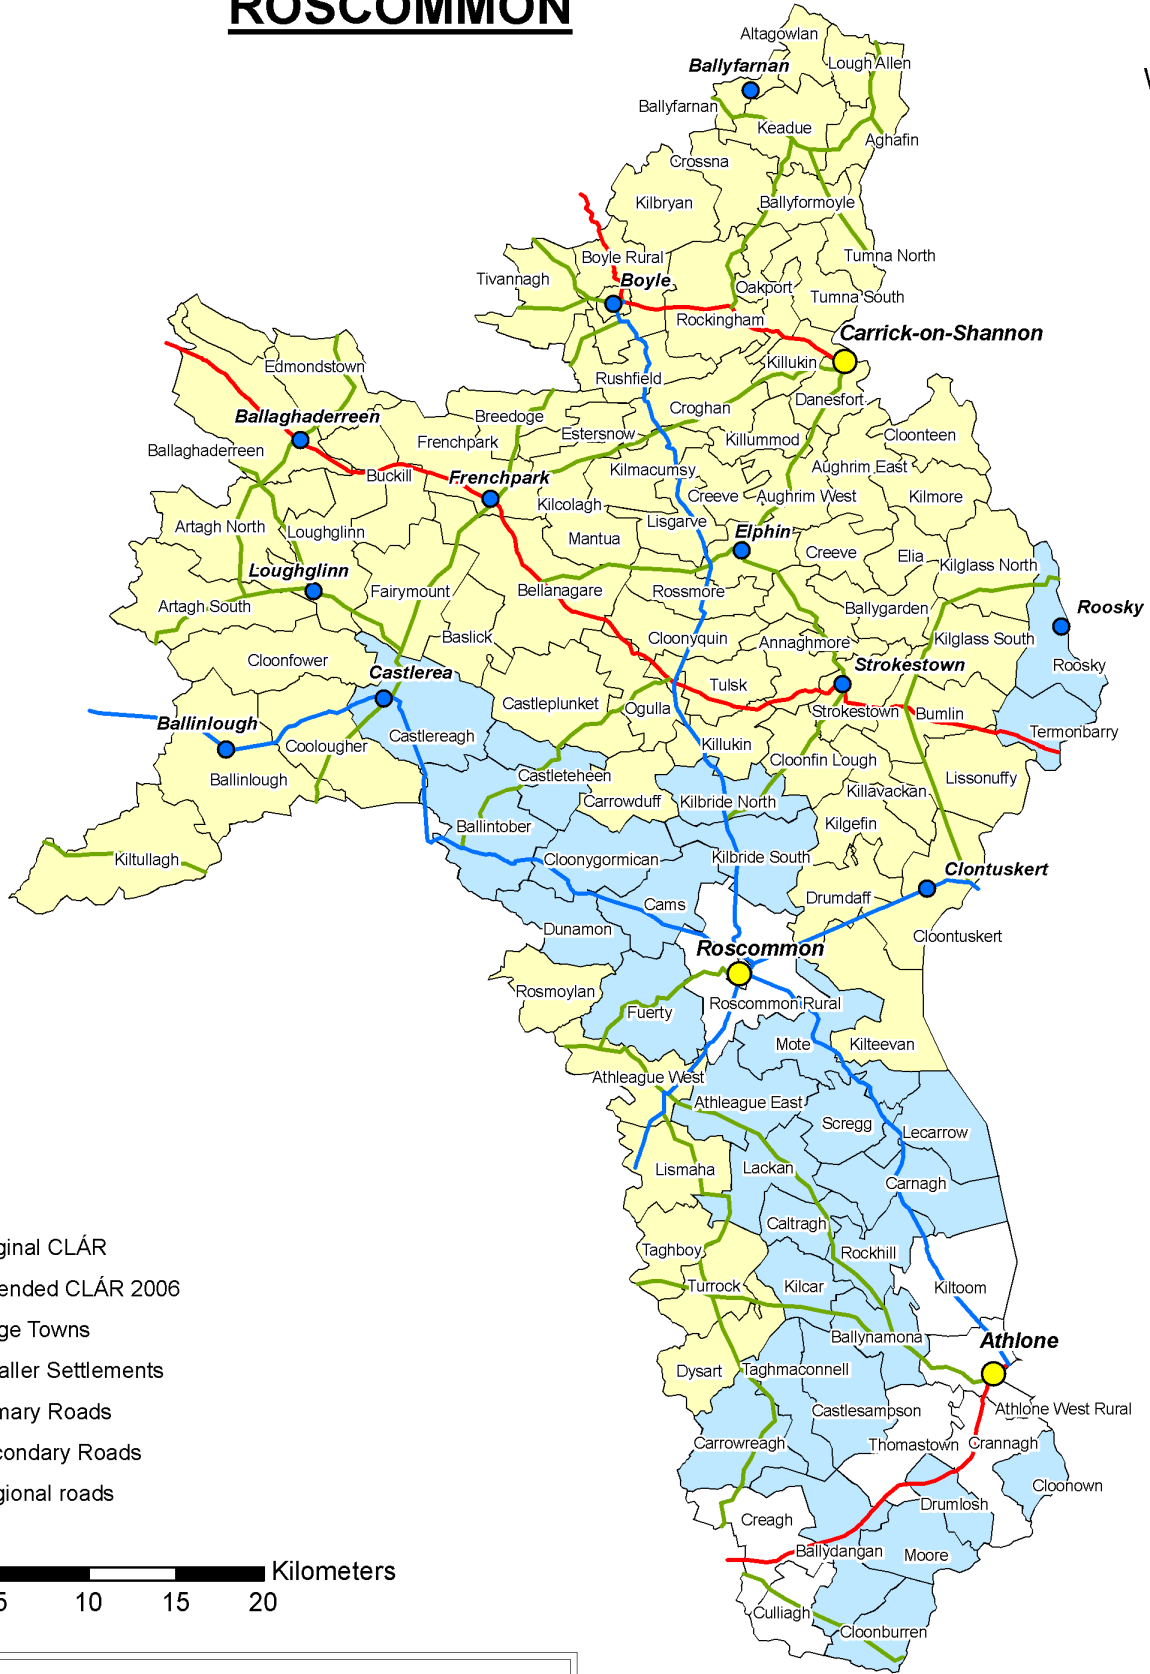 ROSCOMMON
Altagowlan
Ballyfarnan
Lough Allen
Ballyfarnan
Keadue
Aghafin
Crossna
Kilbryan
Ballyformoyle
Tumna North
Boyle Rural
Tivannagh
Boyle
Oakport
Tumna South
Rockingham
Carrick-on-Shannon
Killukin
Edmondstown
Rushfield
Danesfort
Croghan
Breedoge
Ballaghaderreen
Estersnow
Frenchpark
Killummod
Cloonteen
Ballaghaderreen
Buckill
Kilmacumsy
Aughrim East
Frenchpark
Creeve
Aughrim West
Kilmore
Kilcolagh
Artagh North
Loughglinn
Lisgarve
Elphin
Mantua
Creeve
Elia
Kilglass North
Loughglinn
Fairymount
Bellanagare
Rossmore
Artagh South
Ballygarden
Roosky
Baslick
Cloonyquin
Annaghmore
Kilglass South
Cloonfower
Strokestown
Roosky
Castlerea
Tulsk
Castleplunket
Ogulla
Strokestown
Bumlin
Ballinlough
Castlereagh
Termonbarry
Coolougher
Killukin
Cloonfin Lough
Ballinlough
Castleteheen
Lissonuffy
Carrowduff
Kilbride North
Killavackan
Ballintober
Kilgefin
Kiltullagh
Cloonygormican
Kilbride South
Clontuskert
Drumdaff
Cams
Dunamon
Cloontuskert
Roscommon
Rosmoylan
Fuerty
Roscommon Rural
Mote
Kilteevan
Athleague West
Athleague East
Scregg
Lecarrow
Lismaha
Lackan
Carnagh
Caltragh
Taghboy
Rockhill
ginal CLÁR
Turrock
Kilcar
Kiltoom
ended CLÁR 2006
ge Towns
Ballynamona
Athlone
aller Settlements
Dysart
Taghmaconnell
mary Roads
Castlesampson
Athlone West Rural
condary Roads
Carrowreagh
Thomastown
Crannagh
gional roads
Cloonown
Drumlosh
Creagh
Ballydangan
Moore
Kilometers
5 10 15 20
Culliagh
Cloonburren